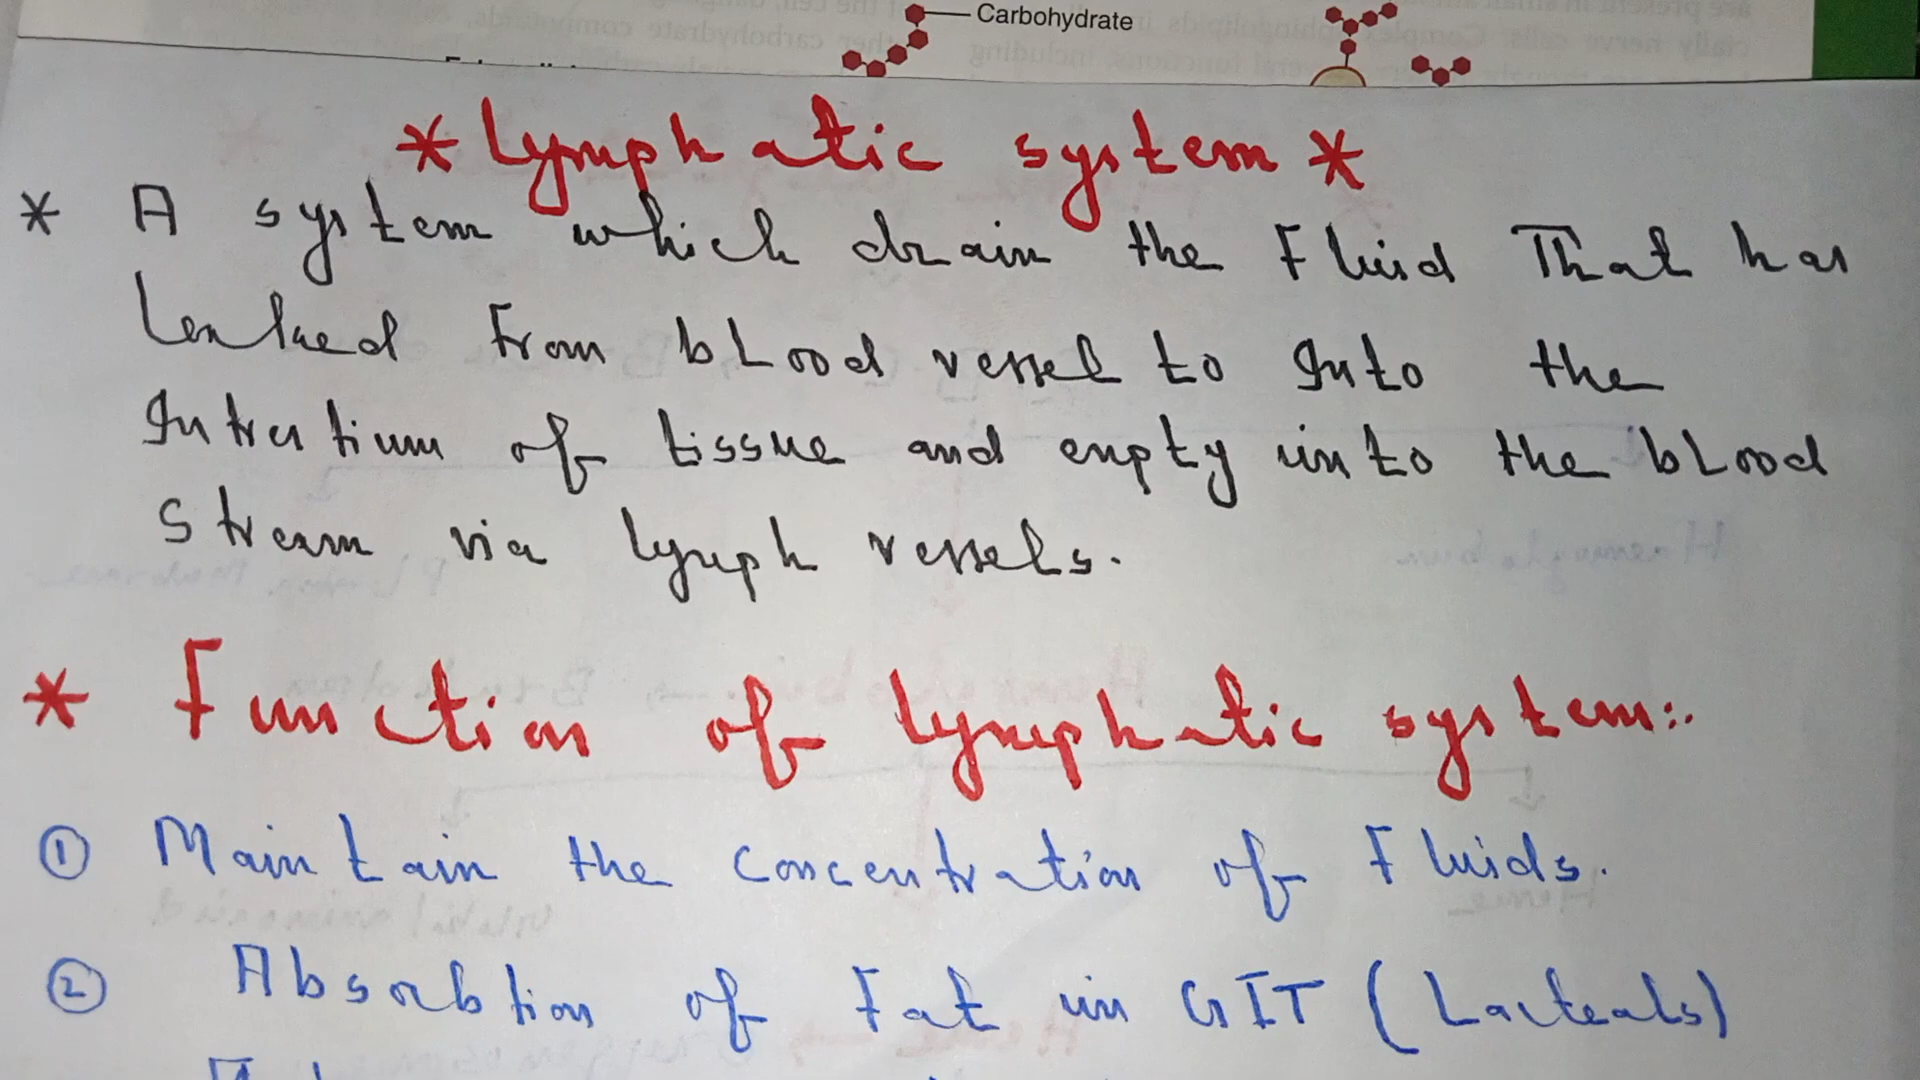 Carbohydrate
* Lymphatic system *
* A system which drain the Fluid That has
Leaked From bLood vessel to Into the
Intrestium of tissue and enpty into the bLood
Stream via lymph vessels.
* Function of Lymphatic system:.
① Maintain the concentration of Fluids.
② Absorbtion of Fat in GIT (Lacteals)